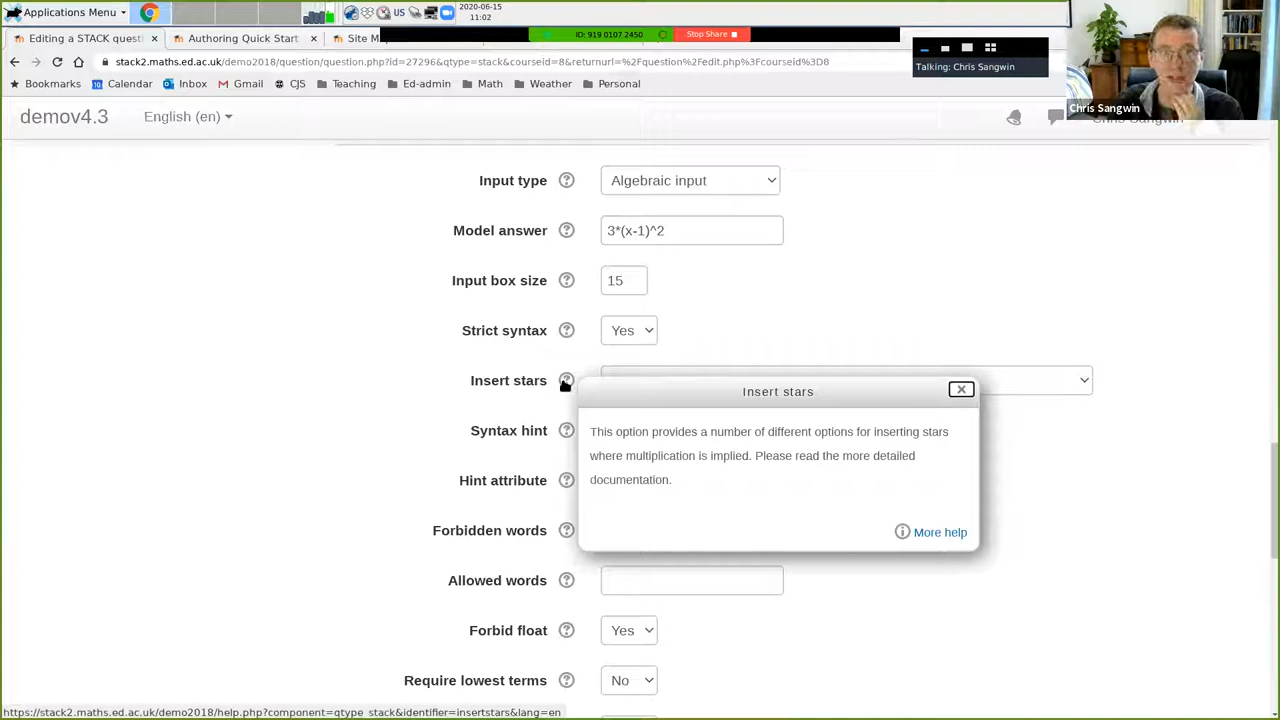 Applications Menu
US
2020-06-15
11:02
Editing a STACK quest
Authoring Quick Start
Site M
ID: 919 0107 2450
Stop Share
Talking: Chris Sangwin
stack2.maths.ed.ac.uk/demo2018/question/question.php?id=27296&qtype=stack&courseid=8&returnurl=%2Fquestion%2Fedit.php%3Fcourseid%3D8
Bookmarks
Calendar
Inbox
Gmail
CJS
Teaching
Ed-admin
Math
Weather
Personal
Chris Sangwin
demov4.3
English (en)
Chris Sangwin
Input type
Algebraic input
Model answer
3*(x-1)^2
Input box size
15
Strict syntax
Yes
Insert stars
Insert stars
This option provides a number of different options for inserting stars
where multiplication is implied. Please read the more detailed
documentation.
More help
Syntax hint
Hint attribute
Forbidden words
Allowed words
Forbid float
Yes
Require lowest terms
No
https://stack2.maths.ed.ac.uk/demo2018/help.php?component=qtype_stack&identifier=insertstars&lang=en